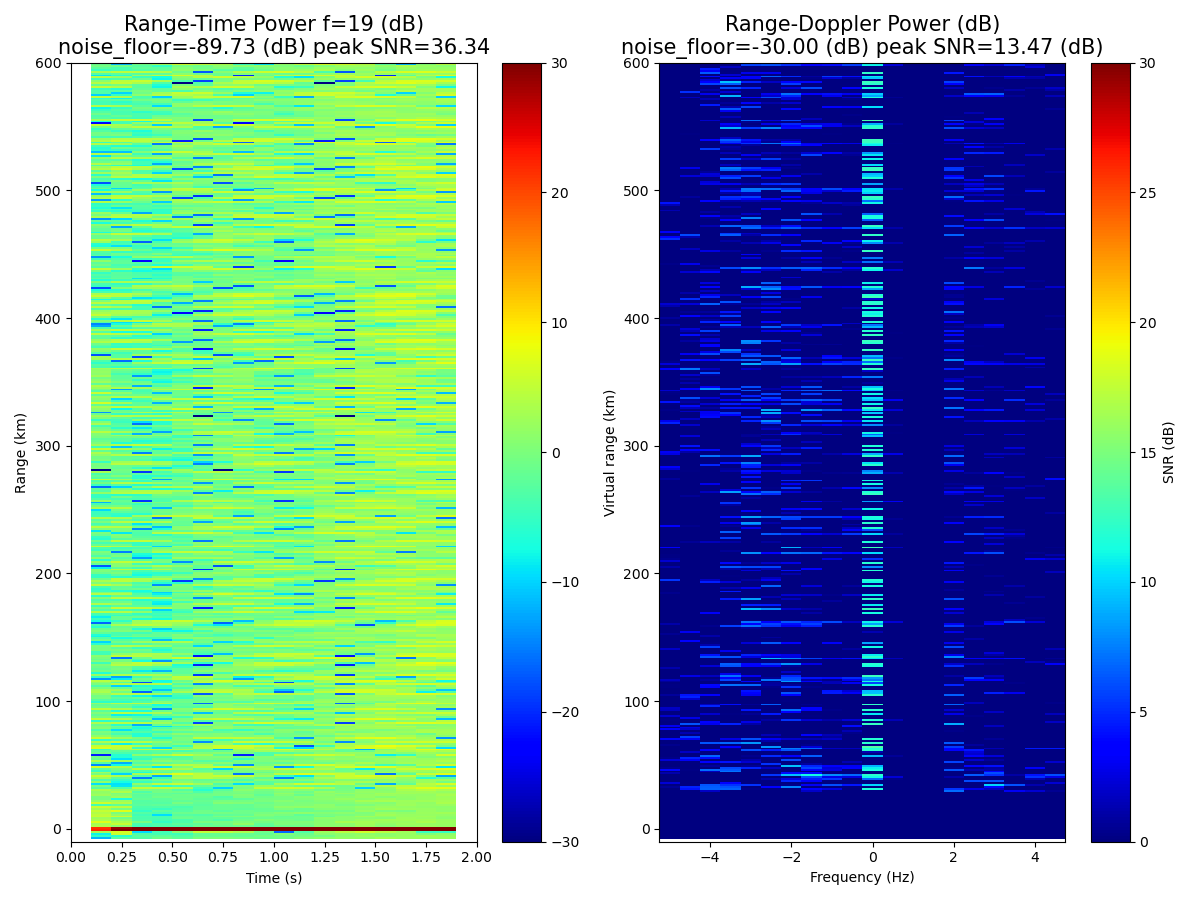 Range-Time Power f=19 (dB)
noise_floor=-89.73 (dB) peak SNR=36.34
Range (km)
600
500
400
300
200
100
0
0.00 0.25 0.50 0.75 1.00 1.25 1.50 1.75 2.00
Time (s)
30
20
10
0
−10
−20
−30
Range-Doppler Power (dB)
noise_floor=-30.00 (dB) peak SNR=13.47 (dB)
Virtual range (km)
600
500
400
300
200
100
0
−4 −2 0 2 4
Frequency (Hz)
30
25
20
15
10
5
0
SNR (dB)